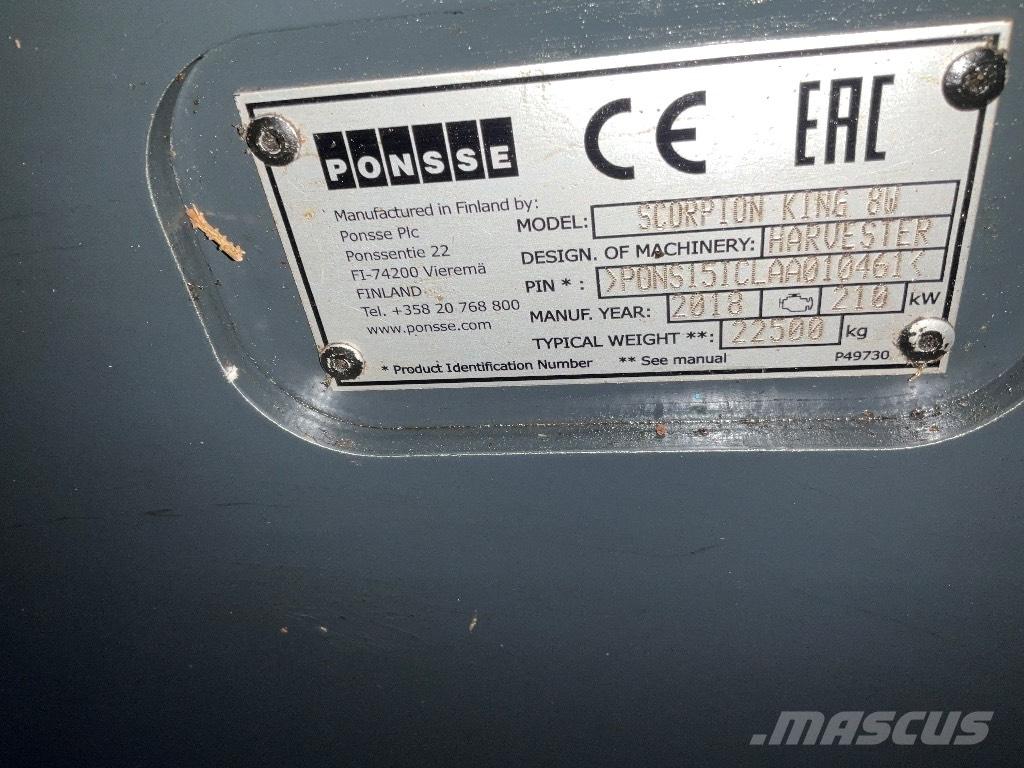 PONSSE
CE EAC
Manufactured in Finland by:
Ponsse Plc
Ponssentie 22
FI-74200 Vieremä
FINLAND
Tel. +358 20 768 800
www.ponsse.com
MODEL: SCORPION KING 8W
DESIGN. OF MACHINERY: HARVESTER
PIN * : >PONS15ICLAA010461<
MANUF. YEAR: 2018 210 kW
TYPICAL WEIGHT **: 22500 kg
* Product Identification Number ** See manual P49730
.MASCUS